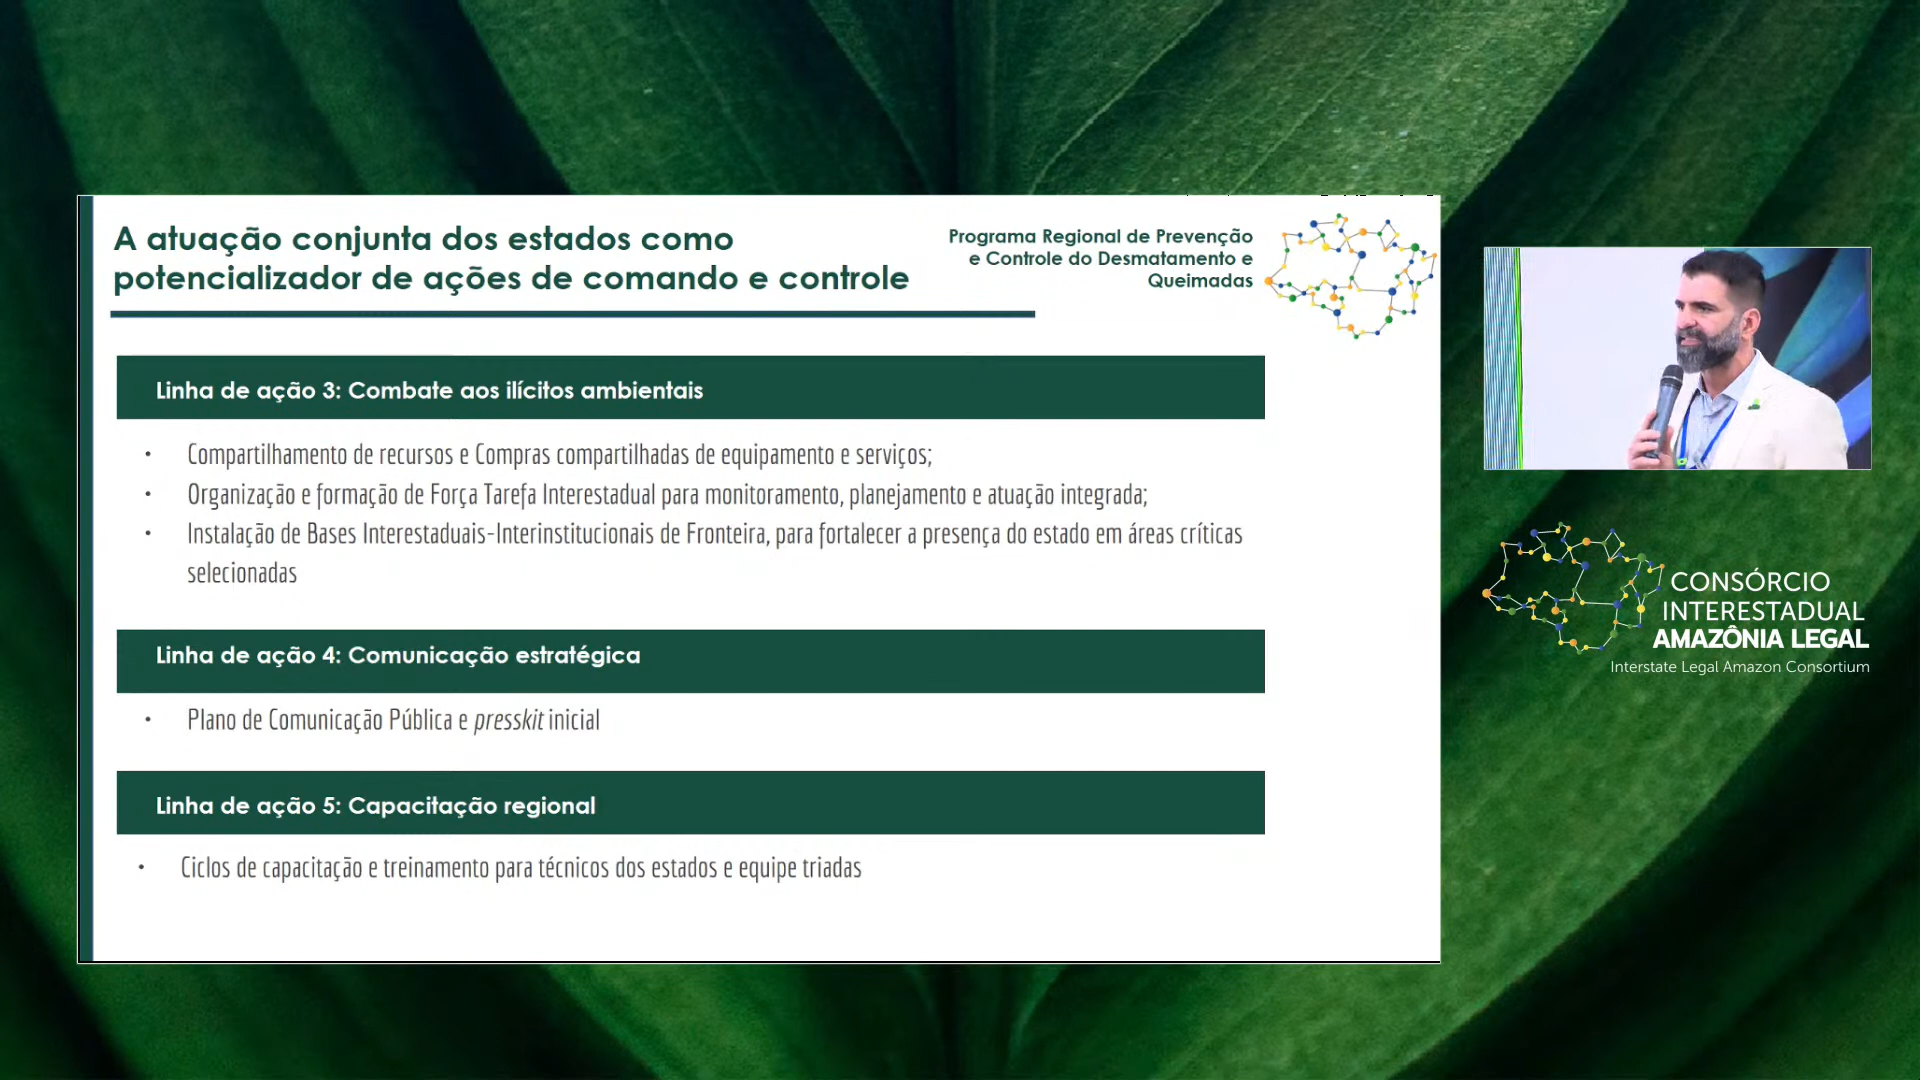 A atuação conjunta dos estados como
potencializador de ações de comando e controle
Programa Regional de Prevenção
e Controle do Desmatamento e
Queimadas
Linha de ação 3: Combate aos ilícitos ambientais
• Compartilhamento de recursos e Compras compartilhadas de equipamento e serviços;
• Organização e formação de Força Tarefa Interestadual para monitoramento, planejamento e atuação integrada;
• Instalação de Bases Interestaduais-Interinstitucionais de Fronteira, para fortalecer a presença do estado em áreas críticas
selecionadas
Linha de ação 4: Comunicação estratégica
• Plano de Comunicação Pública e presskit inicial
Linha de ação 5: Capacitação regional
• Ciclos de capacitação e treinamento para técnicos dos estados e equipe triadas
CONSÓRCIO
INTERESTADUAL
AMAZÔNIA LEGAL
Interstate Legal Amazon Consortium